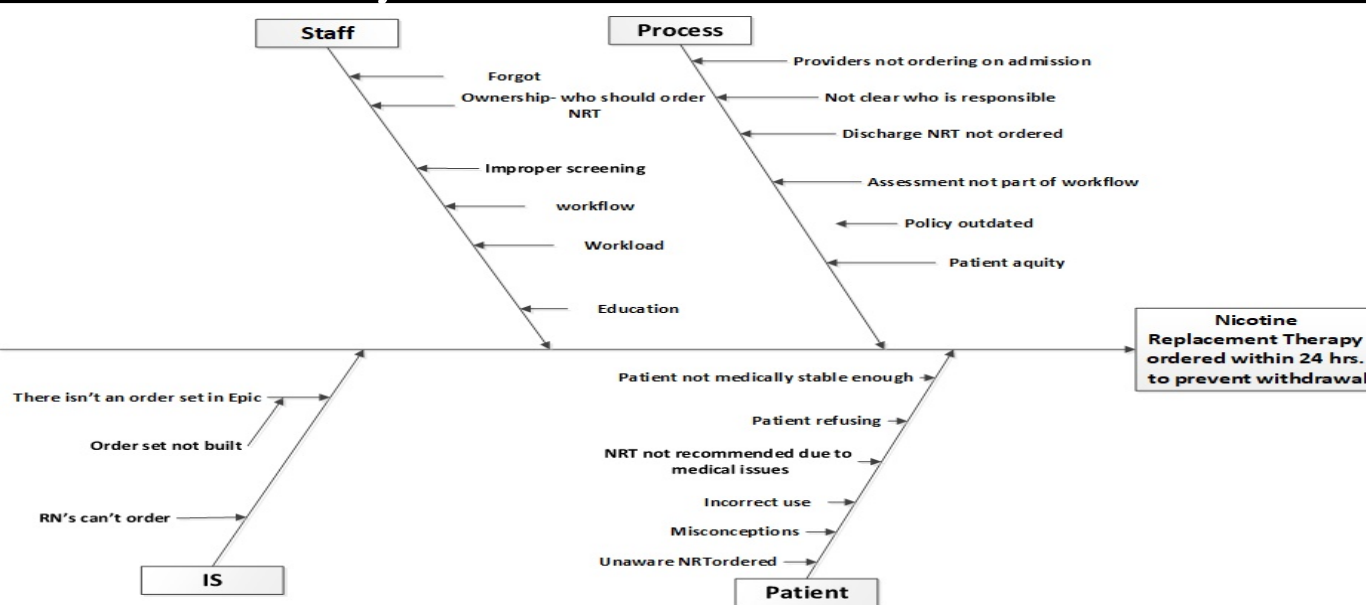 Staff
Forgot
Ownership- who should order
NRT
Improper screening
workflow
Workload
Education
Process
Providers not ordering on admission
Not clear who is responsible
Discharge NRT not ordered
Assessment not part of workflow
Policy outdated
Patient aquity
Nicotine
Replacement Therapy
ordered within 24 hrs.
to prevent withdrawal
There isn't an order set in Epic
Order set not built
RN's can't order
IS
Patient not medically stable enough
Patient refusing
NRT not recommended due to
medical issues
Incorrect use
Misconceptions
Unaware NRTordered
Patient